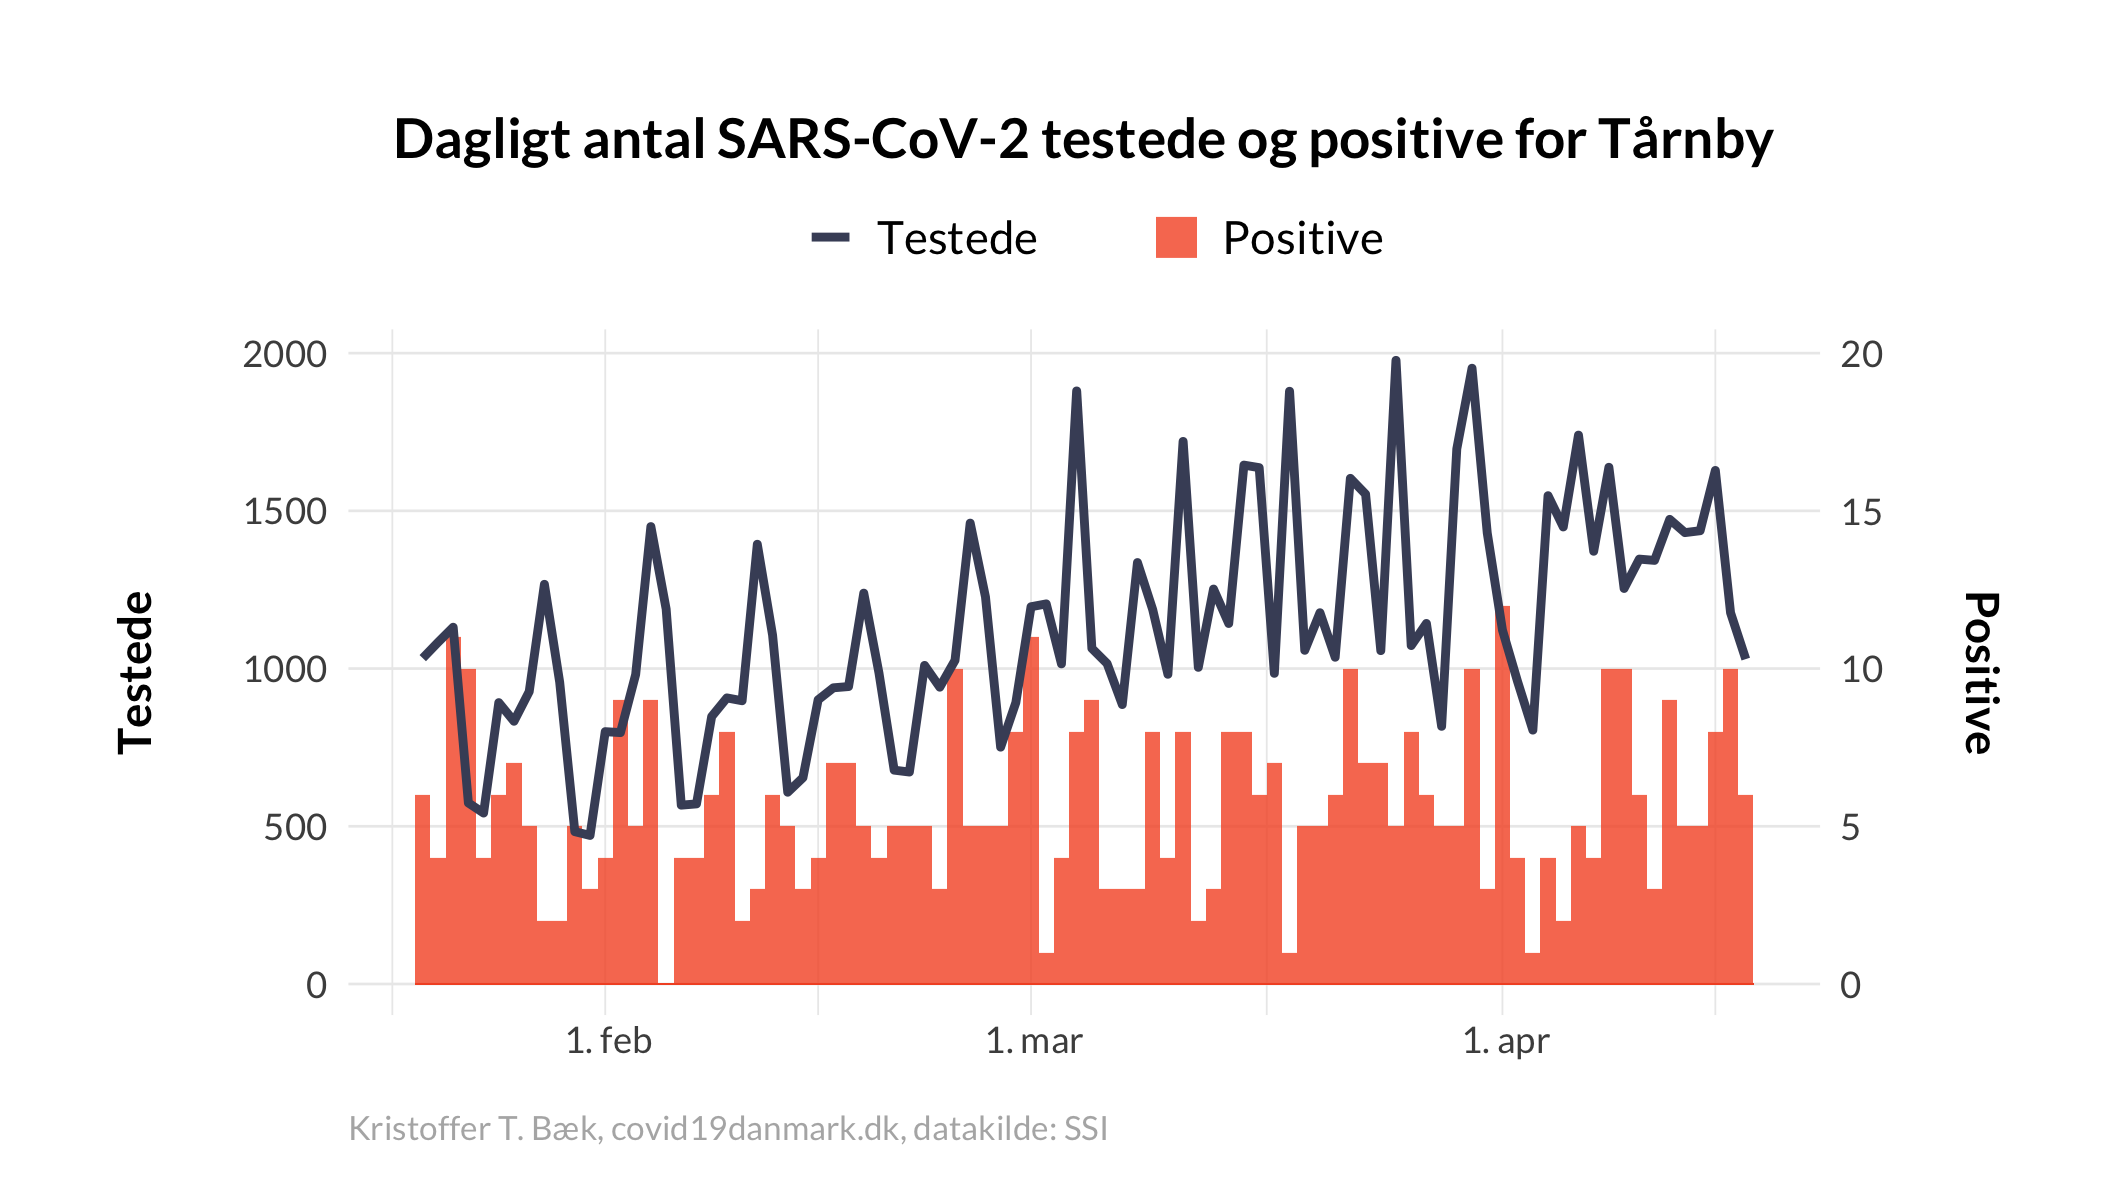 Dagligt antal SARS-CoV-2 testede og positive for Tårnby
Testede Positive
2000 20
1500 15
1000 10
500 5
0 0
Testede
Positive
1. feb 1. mar 1. apr
Kristoffer T. Bæk, covid19danmark.dk, datakilde: SSI